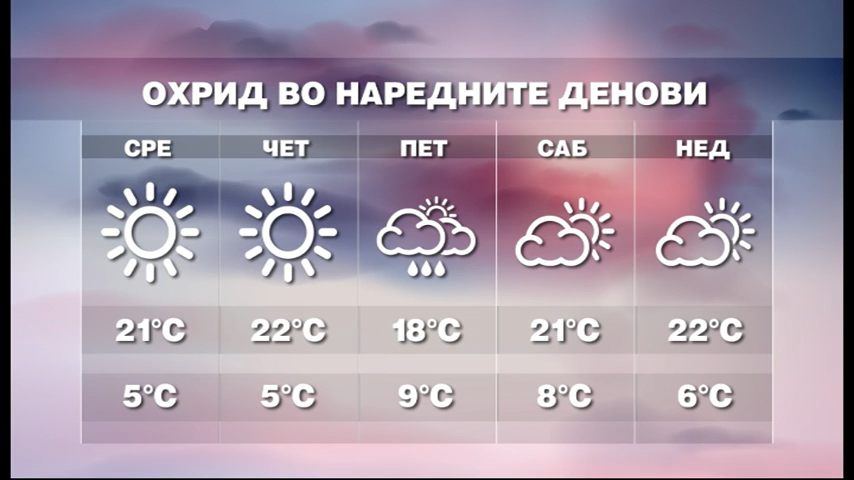 ОХРИД ВО НАРЕДНИТЕ ДЕНОВИ
СРЕ ЧЕТ ПЕТ САБ НЕД
21°C 22°C 18°C 21°C 22°C
5°C 5°C 9°C 8°C 6°C